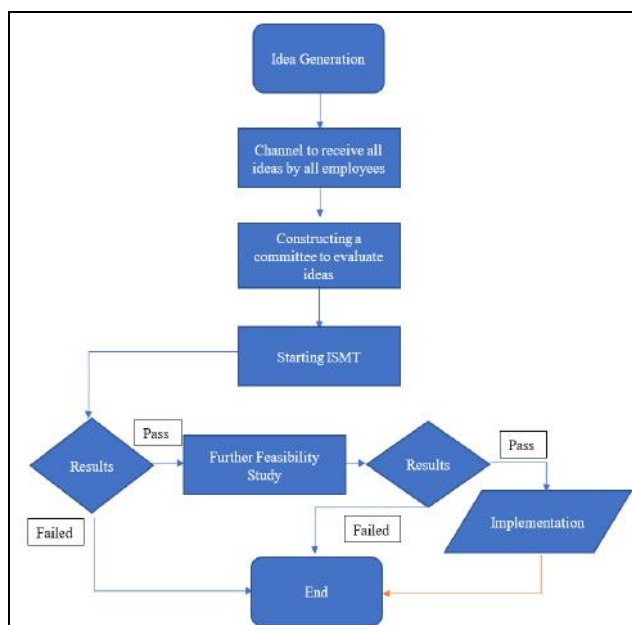 Idea Generation
Channel to receive all
ideas by all employees
Constructing a
committee to evaluate
ideas
Starting ISMT
Results
Pass
Further Feasibility
Study
Results
Pass
Failed
Failed
Implementation
End